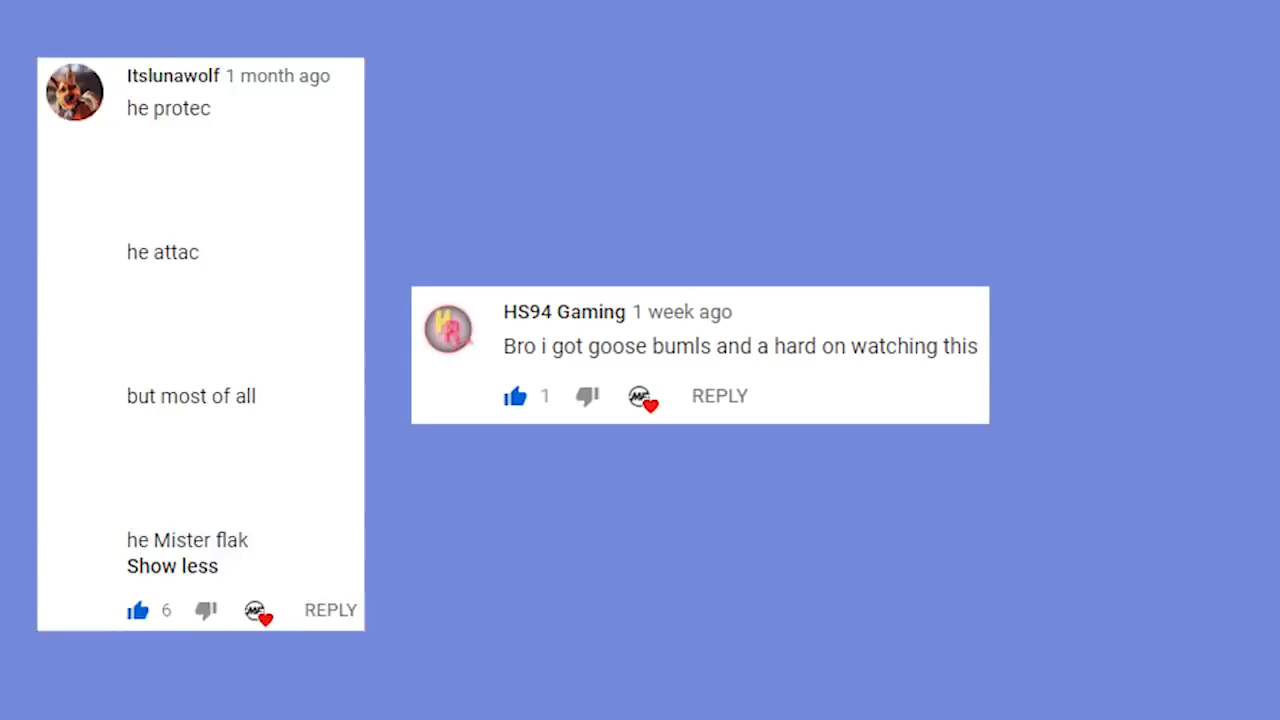 Itslunawolf 1 month ago
he protec
he attac
but most of all
he Mister flak
Show less
6 REPLY
HS94 Gaming 1 week ago
Bro i got goose bumls and a hard on watching this
1 REPLY